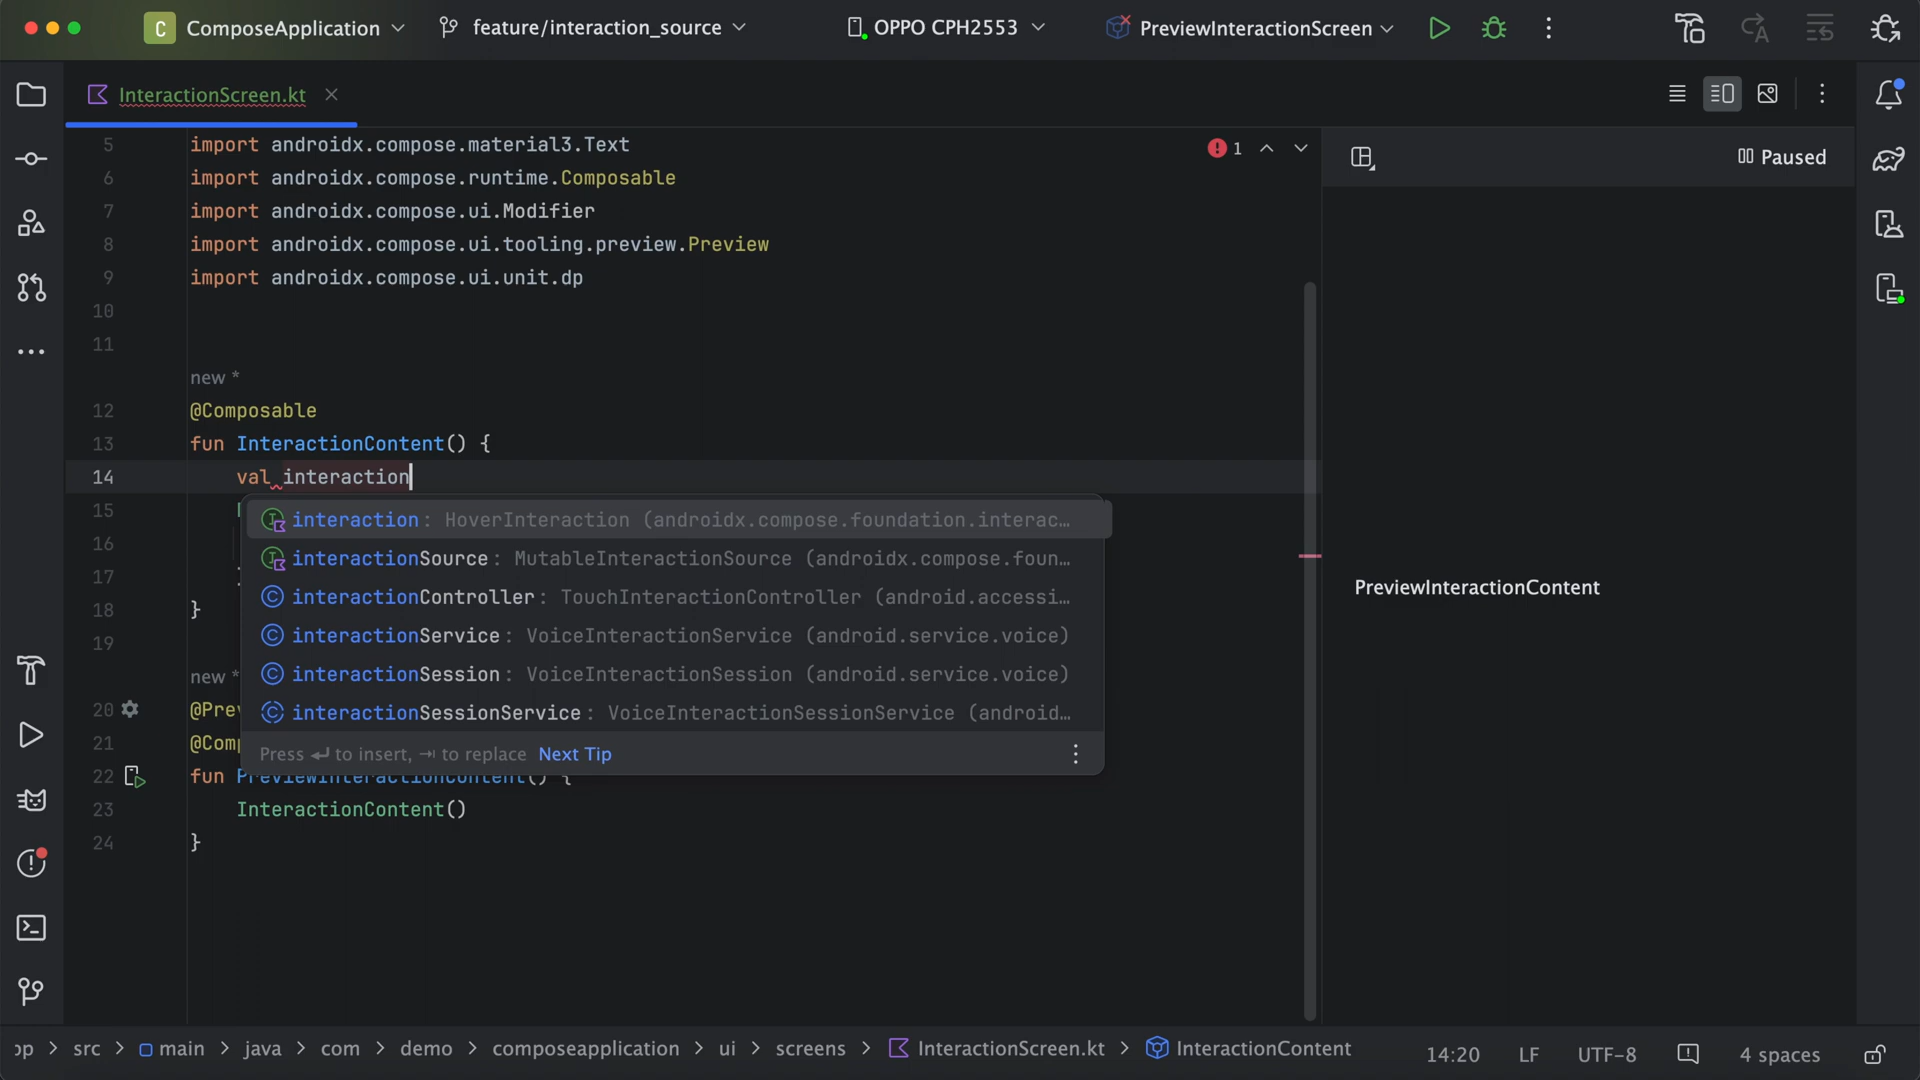 C ComposeApplication feature/interaction_source OPPO CPH2553 PreviewInteractionScreen
InteractionScreen.kt
5 import androidx.compose.material3.Text
1
Paused
6 import androidx.compose.runtime.Composable
7 import androidx.compose.ui.Modifier
8 import androidx.compose.ui.tooling.preview.Preview
9 import androidx.compose.ui.unit.dp
10
11
new *
12 @Composable
13 fun InteractionContent() {
14 val interaction
15
16
17
18 }
19
interaction: HoverInteraction (androidx.compose.foundation.interac…
interactionSource: MutableInteractionSource (androidx.compose.foun…
interactionController: TouchInteractionController (android.accessi…
interactionService: VoiceInteractionService (android.service.voice)
interactionSession: VoiceInteractionSession (android.service.voice)
interactionSessionService: VoiceInteractionSessionService (android…
Press ↵ to insert, ⇥ to replace Next Tip
PreviewInteractionContent
new *
20 @Prev
21 @Comp
22 fun PreviewInteractionContent() {
23 InteractionContent()
24 }
src > main > java > com > demo > composeapplication > ui > screens > InteractionScreen.kt > InteractionContent
14:20 LF UTF-8 4 spaces